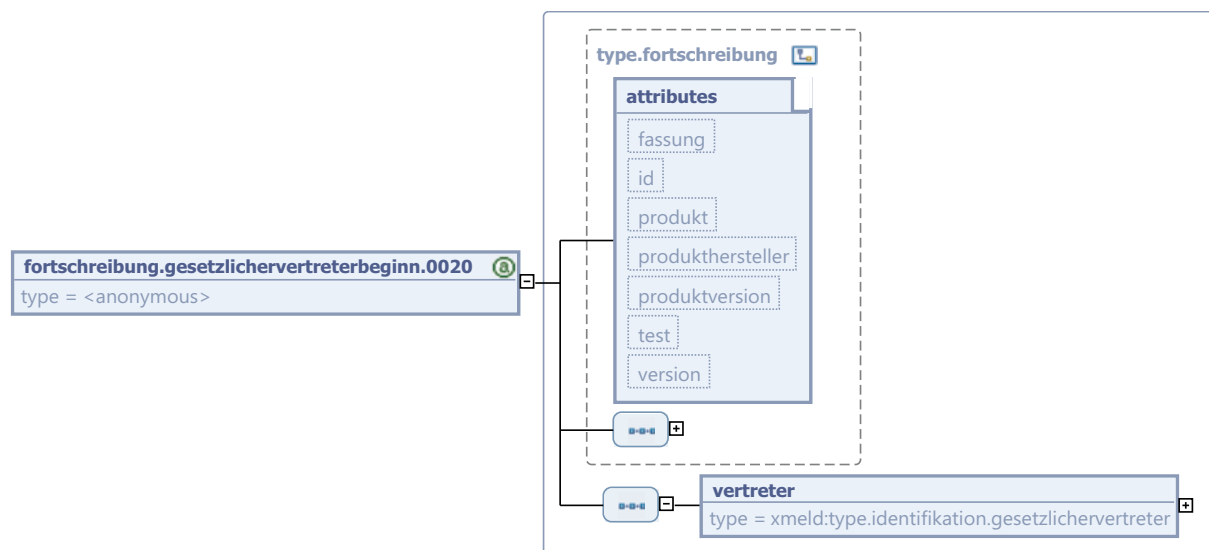 type.fortschreibung
attributes
fassung
id
produkt
produkthersteller
produktversion
test
version
fortschreibung.gesetzlichervertreterbeginn.0020
type = <anonymous>
vertreter
type = xmeld:type.identifikation.gesetzlichervertreter